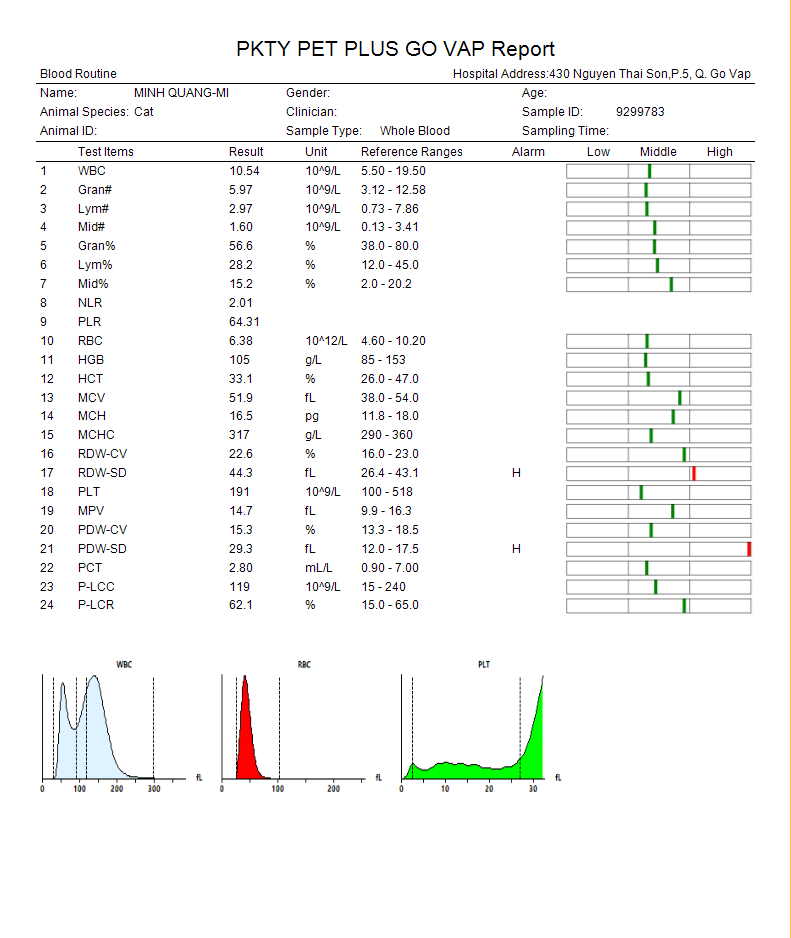 PKTY PET PLUS GO VAP Report
Blood Routine Hospital Address:430 Nguyen Thai Son,P.5, Q. Go Vap
Name: MINH QUANG-MI Gender: Age:
Animal Species: Cat Clinician: Sample ID: 9299783
Animal ID: Sample Type: Whole Blood Sampling Time:
Test Items Result Unit Reference Ranges Alarm Low Middle High
1 WBC 10.54 10^9/L 5.50 - 19.50
2 Gran# 5.97 10^9/L 3.12 - 12.58
3 Lym# 2.97 10^9/L 0.73 - 7.86
4 Mid# 1.60 10^9/L 0.13 - 3.41
5 Gran% 56.6 % 38.0 - 80.0
6 Lym% 28.2 % 12.0 - 45.0
7 Mid% 15.2 % 2.0 - 20.2
8 NLR 2.01
9 PLR 64.31
10 RBC 6.38 10^12/L 4.60 - 10.20
11 HGB 105 g/L 85 - 153
12 HCT 33.1 % 26.0 - 47.0
13 MCV 51.9 fL 38.0 - 54.0
14 MCH 16.5 pg 11.8 - 18.0
15 MCHC 317 g/L 290 - 360
16 RDW-CV 22.6 % 16.0 - 23.0
17 RDW-SD 44.3 fL 26.4 - 43.1 H
18 PLT 191 10^9/L 100 - 518
19 MPV 14.7 fL 9.9 - 16.3
20 PDW-CV 15.3 % 13.3 - 18.5
21 PDW-SD 29.3 fL 12.0 - 17.5 H
22 PCT 2.80 mL/L 0.90 - 7.00
23 P-LCC 119 10^9/L 15 - 240
24 P-LCR 62.1 % 15.0 - 65.0
WBC RBC PLT
fL fL fL
0 100 200 300 0 100 200 0 10 20 30